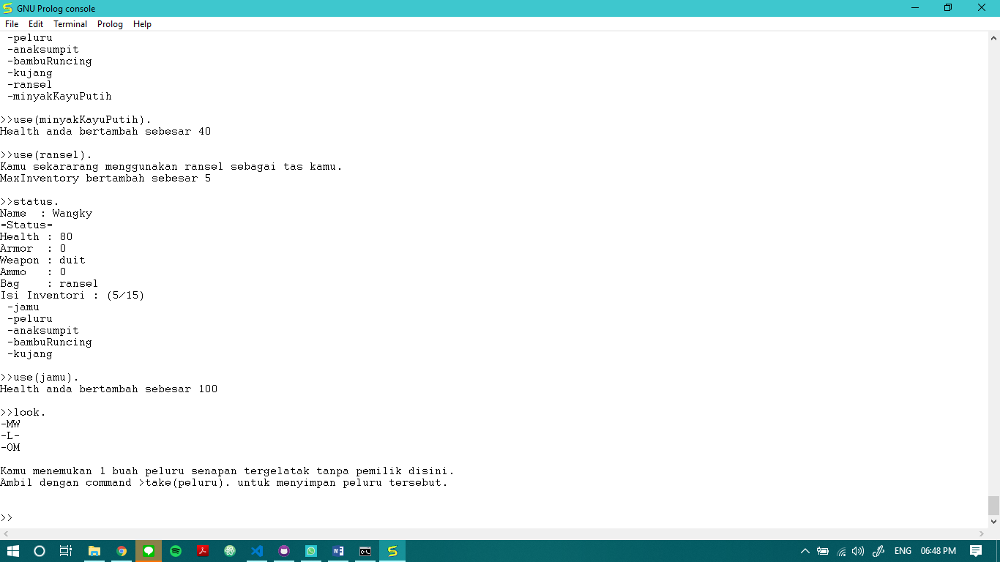 GNU Prolog console
File Edit Terminal Prolog Help
-peluru
-anaksumpit
-bambuRuncing
-kujang
-ransel
-minyakKayuPutih
>>use(minyakKayuPutih).
Health anda bertambah sebesar 40
>>use(ransel).
Kamu sekararang menggunakan ransel sebagai tas kamu.
MaxInventory bertambah sebesar 5
>>status.
Name : Wangky
=Status=
Health : 80
Armor : 0
Weapon : duit
Ammo : 0
Bag : ransel
Isi Inventori : (5/15)
-jamu
-peluru
-anaksumpit
-bambuRuncing
-kujang
>>use(jamu).
Health anda bertambah sebesar 100
>>look.
-MW
-L-
-OM
Kamu menemukan 1 buah peluru senapan tergelatak tanpa pemilik disini.
Ambil dengan command >take(peluru). untuk menyimpan peluru tersebut.
>>
ENG 06:48 PM